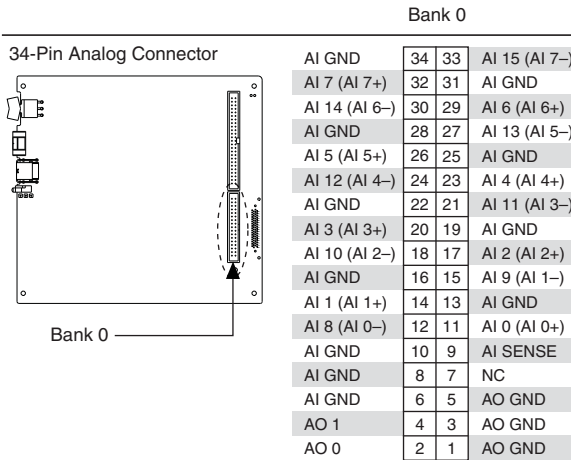 Bank 0
34-Pin Analog Connector
Bank 0
AI GND 34 33 AI 15 (AI 7–)
AI 7 (AI 7+) 32 31 AI GND
AI 14 (AI 6–) 30 29 AI 6 (AI 6+)
AI GND 28 27 AI 13 (AI 5–)
AI 5 (AI 5+) 26 25 AI GND
AI 12 (AI 4–) 24 23 AI 4 (AI 4+)
AI GND 22 21 AI 11 (AI 3–)
AI 3 (AI 3+) 20 19 AI GND
AI 10 (AI 2–) 18 17 AI 2 (AI 2+)
AI GND 16 15 AI 9 (AI 1–)
AI 1 (AI 1+) 14 13 AI GND
AI 8 (AI 0–) 12 11 AI 0 (AI 0+)
AI GND 10 9 AI SENSE
AI GND 8 7 NC
AI GND 6 5 AO GND
AO 1 4 3 AO GND
AO 0 2 1 AO GND